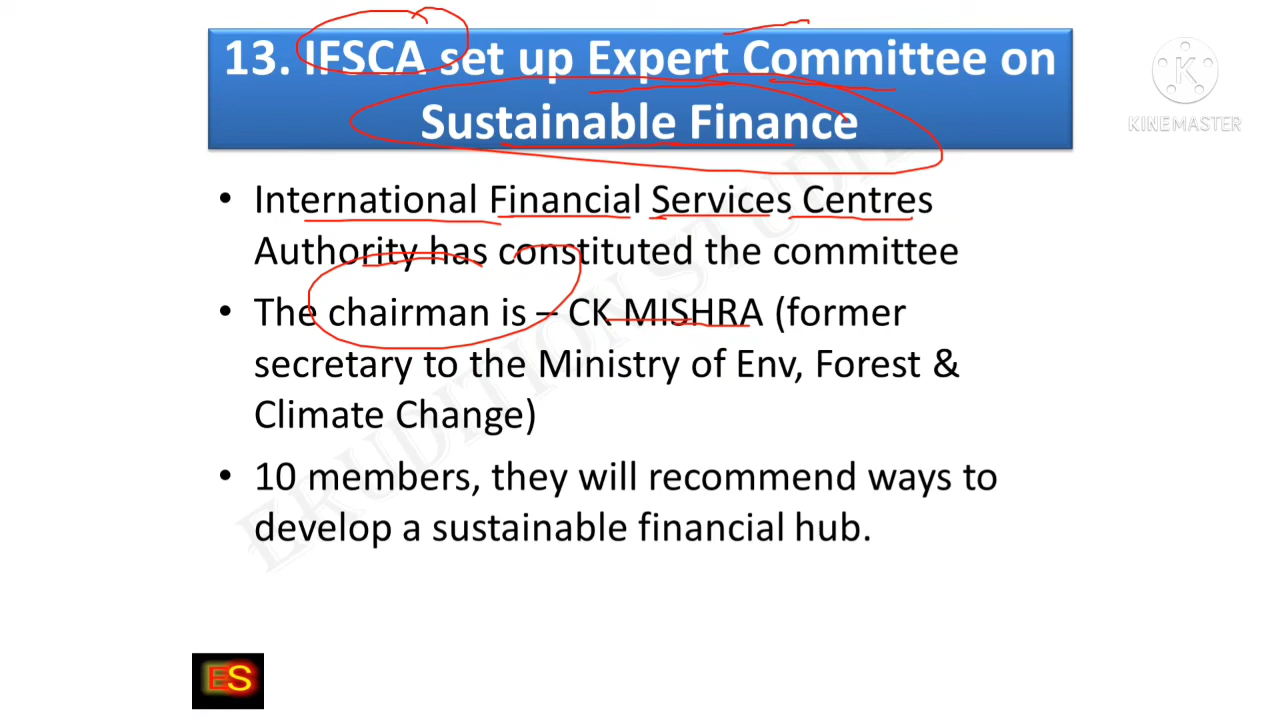 13. IFSCA set up Expert Committee on
Sustainable Finance
K
KINEMASTER
• International Financial Services Centres
Authority has constituted the committee
• The chairman is – CK MISHRA (former
secretary to the Ministry of Env, Forest &
Climate Change)
• 10 members, they will recommend ways to
develop a sustainable financial hub.
ERUDITION STUDIES
ES